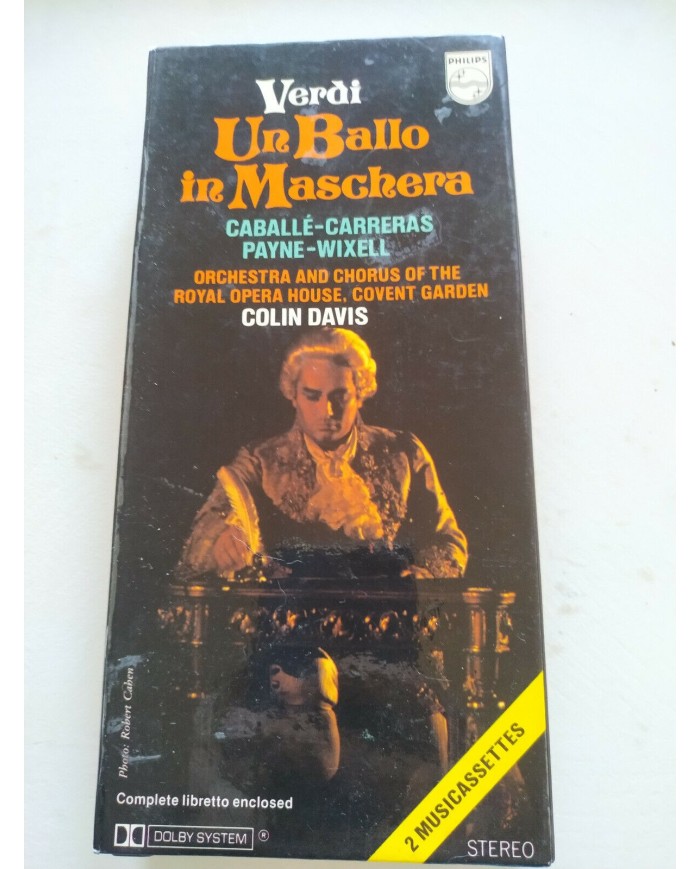 PHILIPS
Verdi
Un Ballo
in Maschera
CABALLÉ-CARRERAS
PAYNE-WIXELL
ORCHESTRA AND CHORUS OF THE
ROYAL OPERA HOUSE, COVENT GARDEN
COLIN DAVIS
Photo: Robert Cahen
Complete libretto enclosed
2 MUSICASSETTES
DOLBY SYSTEM ®
STEREO